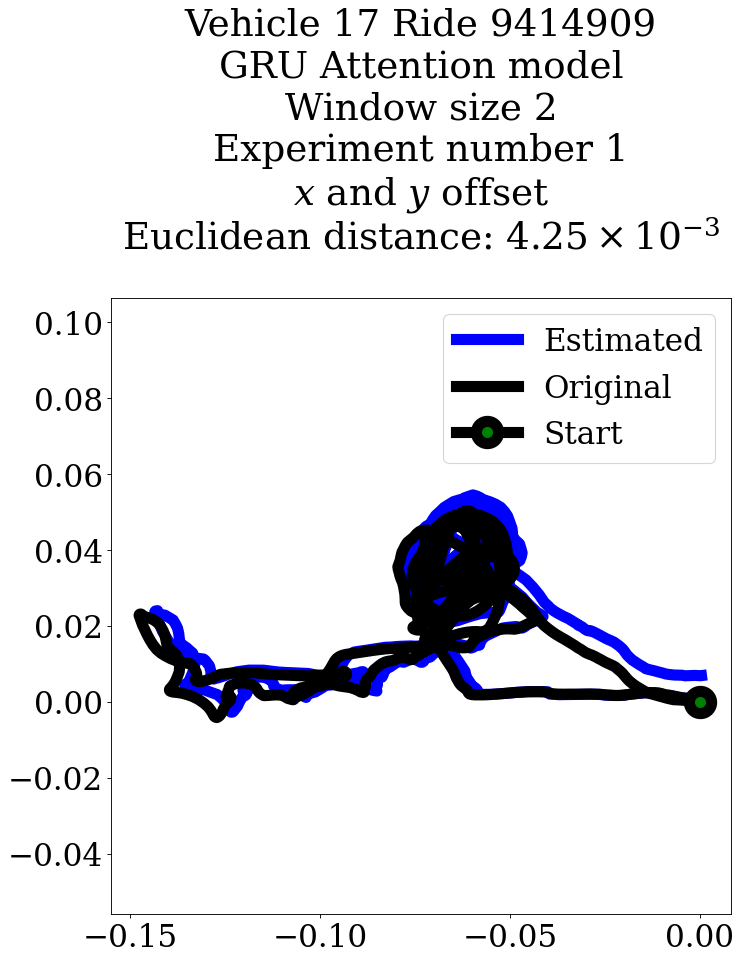 Vehicle 17 Ride 9414909
GRU Attention model
Window size 2
Experiment number 1
x and y offset
Euclidean distance: 4.25 × 10⁻³
Estimated
Original
Start
0.10
0.08
0.06
0.04
0.02
0.00
−0.02
−0.04
−0.15 −0.10 −0.05 0.00